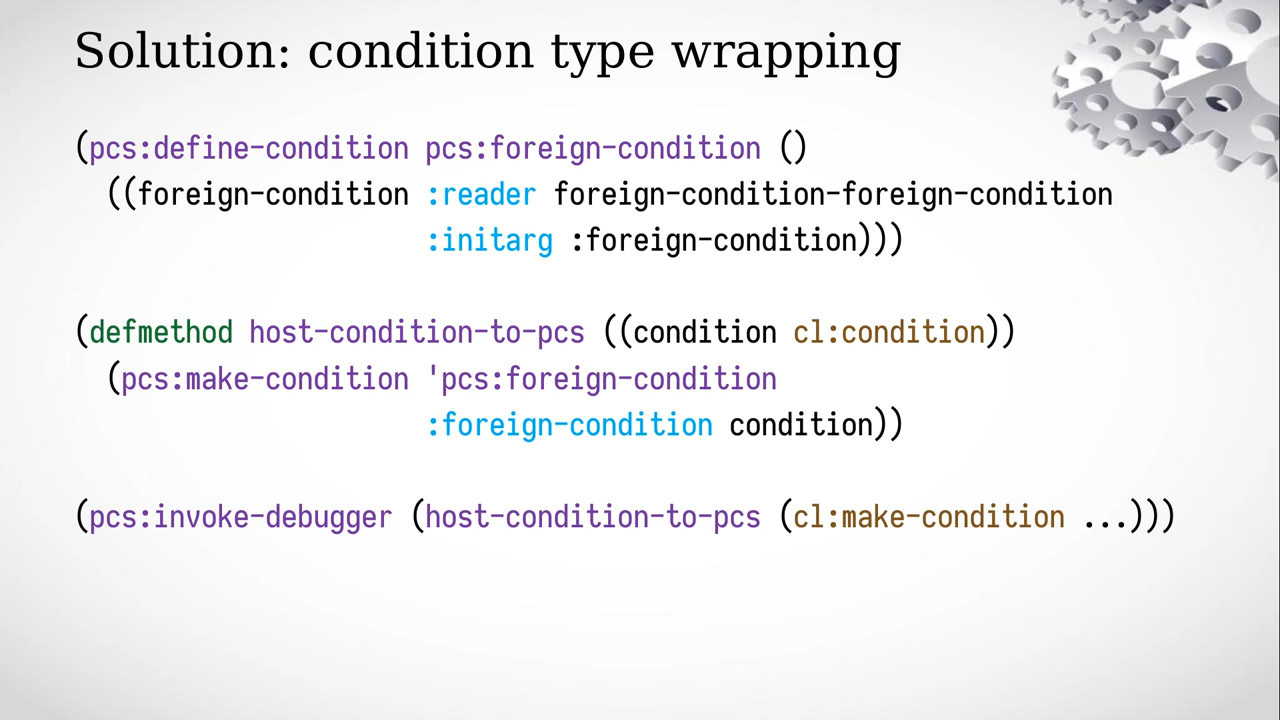 Solution: condition type wrapping
(pcs:define-condition pcs:foreign-condition ()
  ((foreign-condition :reader foreign-condition-foreign-condition
                      :initarg :foreign-condition)))
(defmethod host-condition-to-pcs ((condition cl:condition))
  (pcs:make-condition 'pcs:foreign-condition
                      :foreign-condition condition))
(pcs:invoke-debugger (host-condition-to-pcs (cl:make-condition ...)))